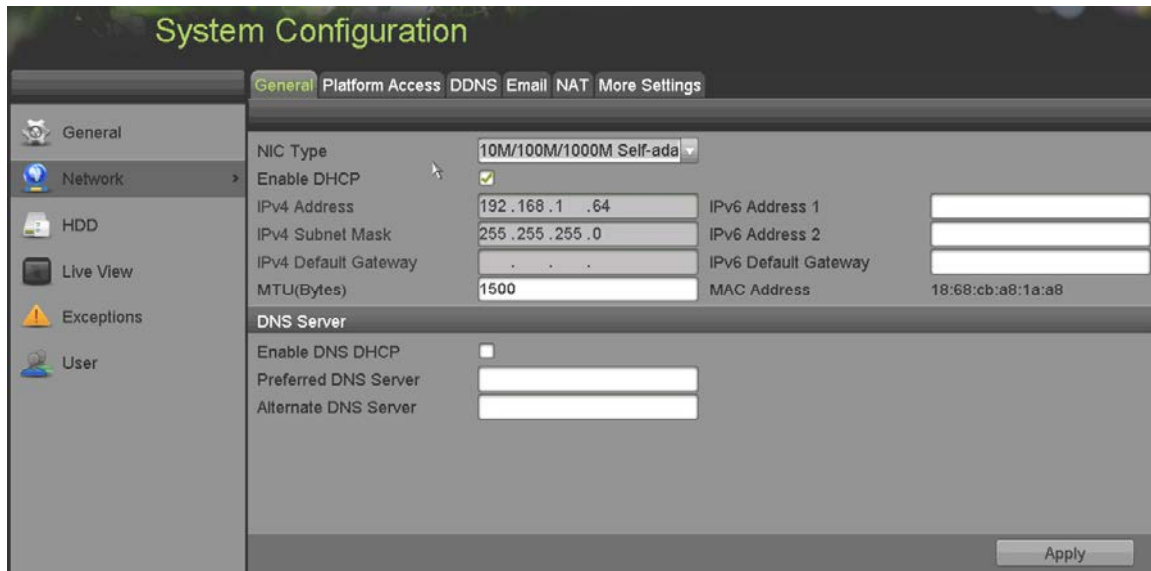 System Configuration
General Platform Access DDNS Email NAT More Settings
General
Network >
HDD
Live View
Exceptions
User
NIC Type 10M/100M/1000M Self-ada
Enable DHCP
IPv4 Address 192.168.1 .64 IPv6 Address 1
IPv4 Subnet Mask 255.255.255.0 IPv6 Address 2
IPv4 Default Gateway . . . IPv6 Default Gateway
MTU(Bytes) 1500 MAC Address 18:68:cb:a8:1a:a8
DNS Server
Enable DNS DHCP
Preferred DNS Server
Alternate DNS Server
Apply